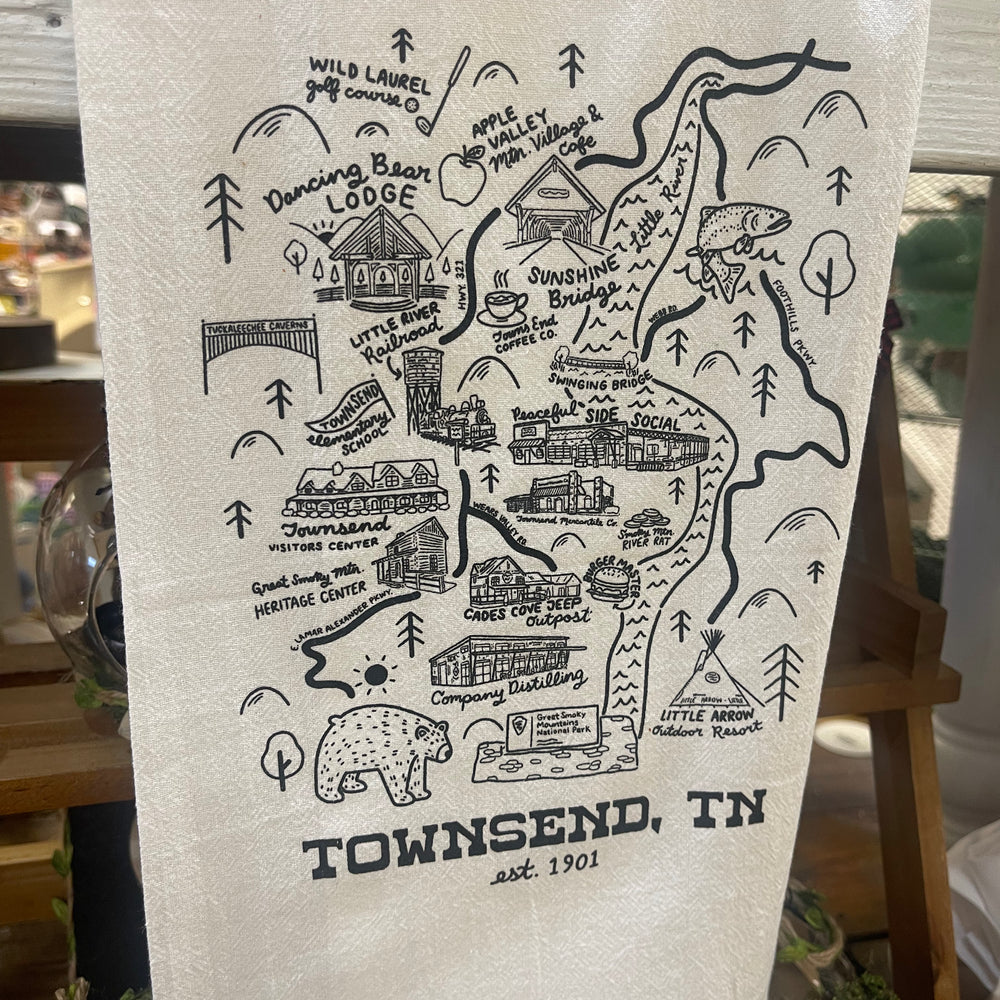 WILD LAUREL
golf course
APPLE
VALLEY
Mtn. Village &
Cafe
Dancing Bear
LODGE
Little River
HWY 321
SUNSHINE
Bridge
WEBB RD
FOOTHILLS PKWY
TUCKALEECHEE CAVERNS
LITTLE RIVER
Railroad
Towns End
COFFEE CO.
SWINGING BRIDGE
TOWNSEND
elementary
SCHOOL
"Peaceful" SIDE SOCIAL
Townsend
VISITORS CENTER
Townsend Mercantile Co.
WEARS VALLEY RD
Smoky Mtn.
RIVER RAT
Great Smoky Mtn.
HERITAGE CENTER
BURGER MASTER
CADES COVE JEEP
Outpost
E. LAMAR ALEXANDER PKWY.
Company Distilling
LITTLE ARROW
LITTLE ARROW
Outdoor Resort
Great Smoky
Mountains
National Park
TOWNSEND, TN
est. 1901